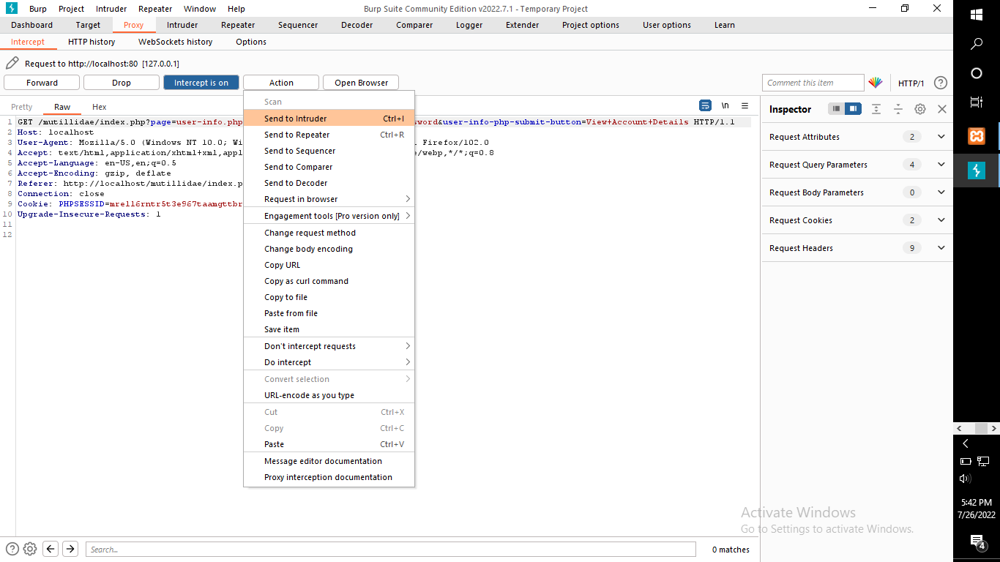 Burp Project Intruder Repeater Window Help Burp Suite Community Edition v2022.7.1 - Temporary Project
Dashboard Target Proxy Intruder Repeater Sequencer Decoder Comparer Logger Extender Project options User options Learn
Intercept HTTP history WebSockets history Options
Request to http://localhost:80 [127.0.0.1]
Forward Drop Intercept is on Action Open Browser Comment this item HTTP/1 ?
Pretty Raw Hex \n
1 GET /mutillidae/index.php?page=user-info.php
sword&user-info-php-submit-button=View+Account+Details HTTP/1.1
2 Host: localhost
3 User-Agent: Mozilla/5.0 (Windows NT 10.0; Wi
Firefox/102.0
4 Accept: text/html,application/xhtml+xml,appl
e/webp,*/*;q=0.8
5 Accept-Language: en-US,en;q=0.5
6 Accept-Encoding: gzip, deflate
7 Referer: http://localhost/mutillidae/index.p
8 Connection: close
9 Cookie:
10 Upgrade-Insecure-Requests: 1
11
12
Scan
Send to Intruder Ctrl+I
Send to Repeater Ctrl+R
Send to Sequencer
Send to Comparer
Send to Decoder
Request in browser
Engagement tools [Pro version only]
Change request method
Change body encoding
Copy URL
Copy as curl command
Copy to file
Paste from file
Save item
Don't intercept requests
Do intercept
Convert selection
URL-encode as you type
Cut Ctrl+X
Copy Ctrl+C
Paste Ctrl+V
Message editor documentation
Proxy interception documentation
Inspector
Request Attributes 2
Request Query Parameters 4
Request Body Parameters 0
Request Cookies 2
Request Headers 9
Activate Windows
Go to Settings to activate Windows.
? Search... 0 matches
5:42 PM
7/26/2022
4